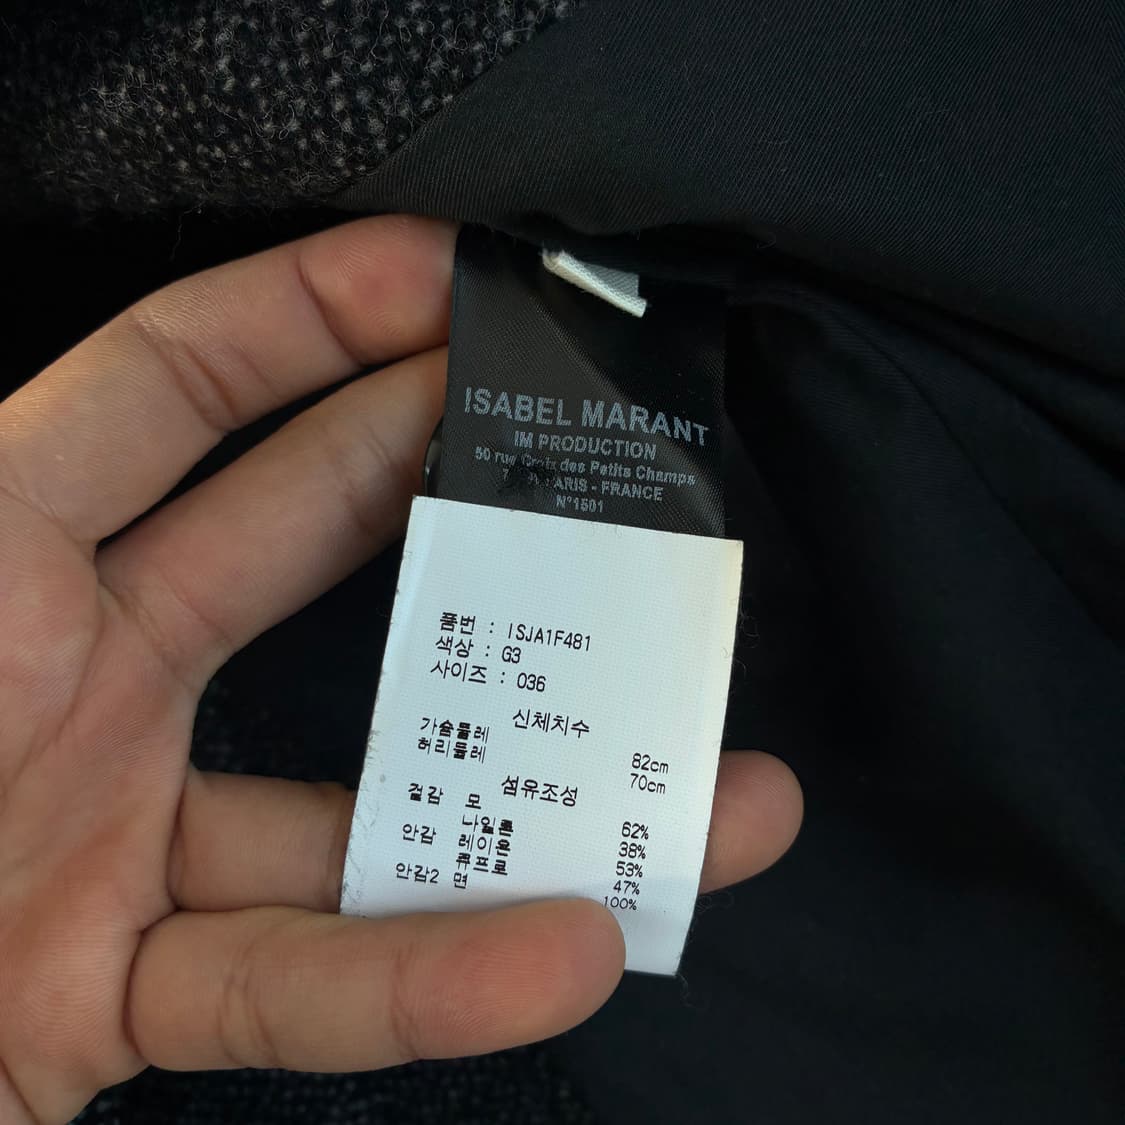 ISABEL MARANT
IM PRODUCTION
50 rue Croix des Petits Champs
PARIS - FRANCE
N°1501
품번 : ISJA1F481
색상 : G3
사이즈 : 036
신체치수
가슴둘레 82cm
허리둘레 70cm
섬유조성
겉감 모 62%
나일론 38%
안감 레이온 53%
큐프로 47%
안감2 면 100%